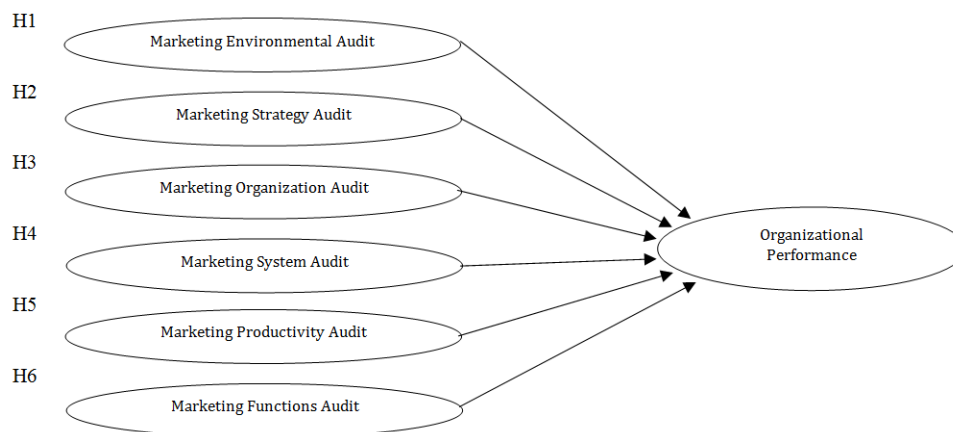 H1
Marketing Environmental Audit
H2
Marketing Strategy Audit
H3
Marketing Organization Audit
H4
Marketing System Audit
H5
Marketing Productivity Audit
H6
Marketing Functions Audit
Organizational
Performance